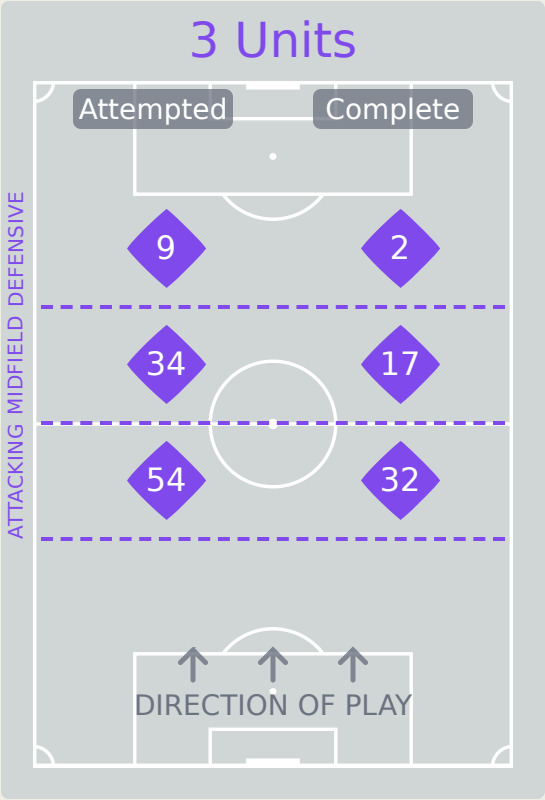 3 Units
Attempted Complete
9 2
34 17
54 32
ATTACKING MIDFIELD DEFENSIVE
DIRECTION OF PLAY